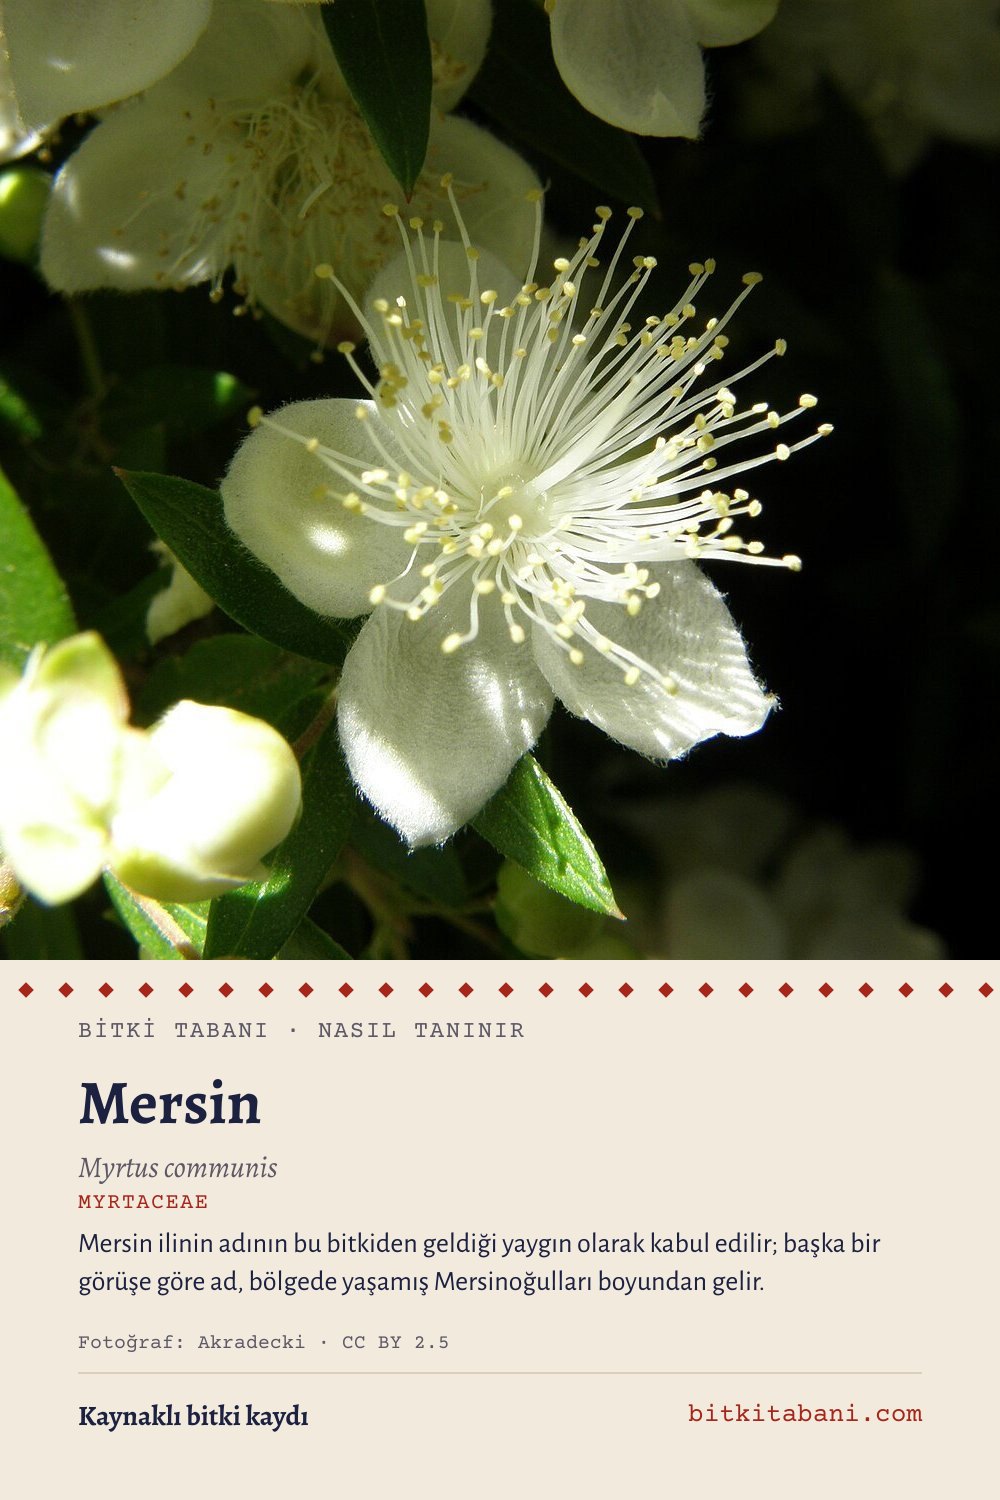 BİTKİ TABANI · NASIL TANINIR
Mersin
Myrtus communis
MYRTACEAE
Mersin ilinin adının bu bitkiden geldiği yaygın olarak kabul edilir; başka bir
görüşe göre ad, bölgede yaşamış Mersinoğulları boyundan gelir.
Fotoğraf: Akradecki · CC BY 2.5
Kaynaklı bitki kaydı
bitkitabani.com